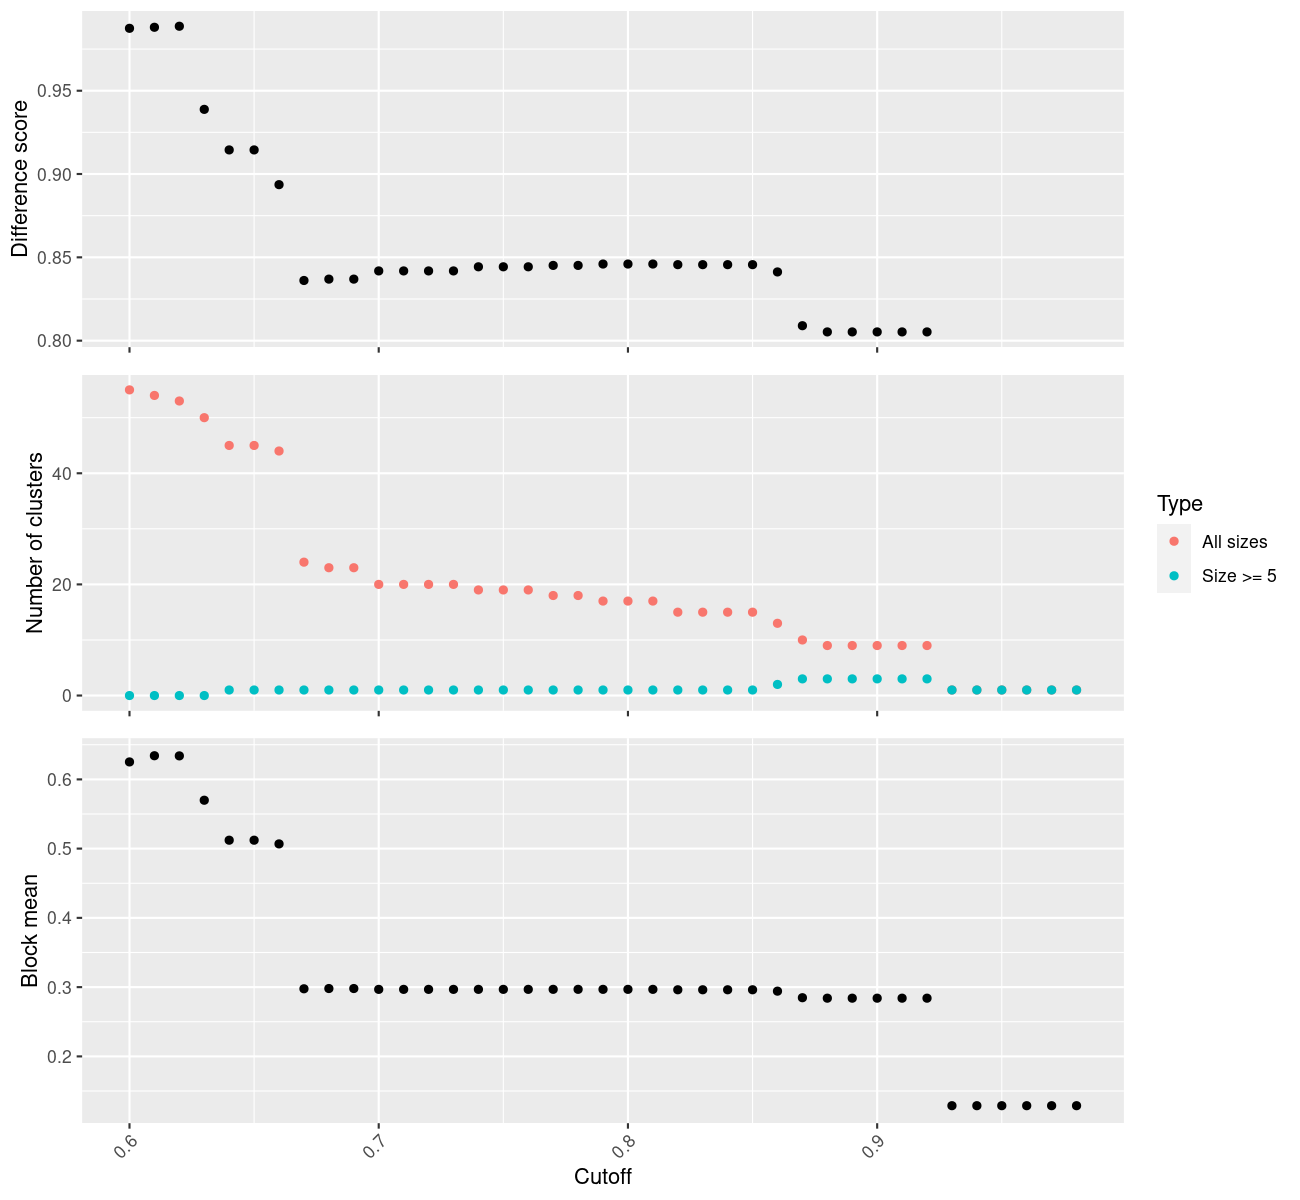 Difference score
0.95
0.90
0.85
0.80
Number of clusters
40
20
0
Type
All sizes
Size >= 5
Block mean
0.6
0.5
0.4
0.3
0.2
0.6 0.7 0.8 0.9
Cutoff